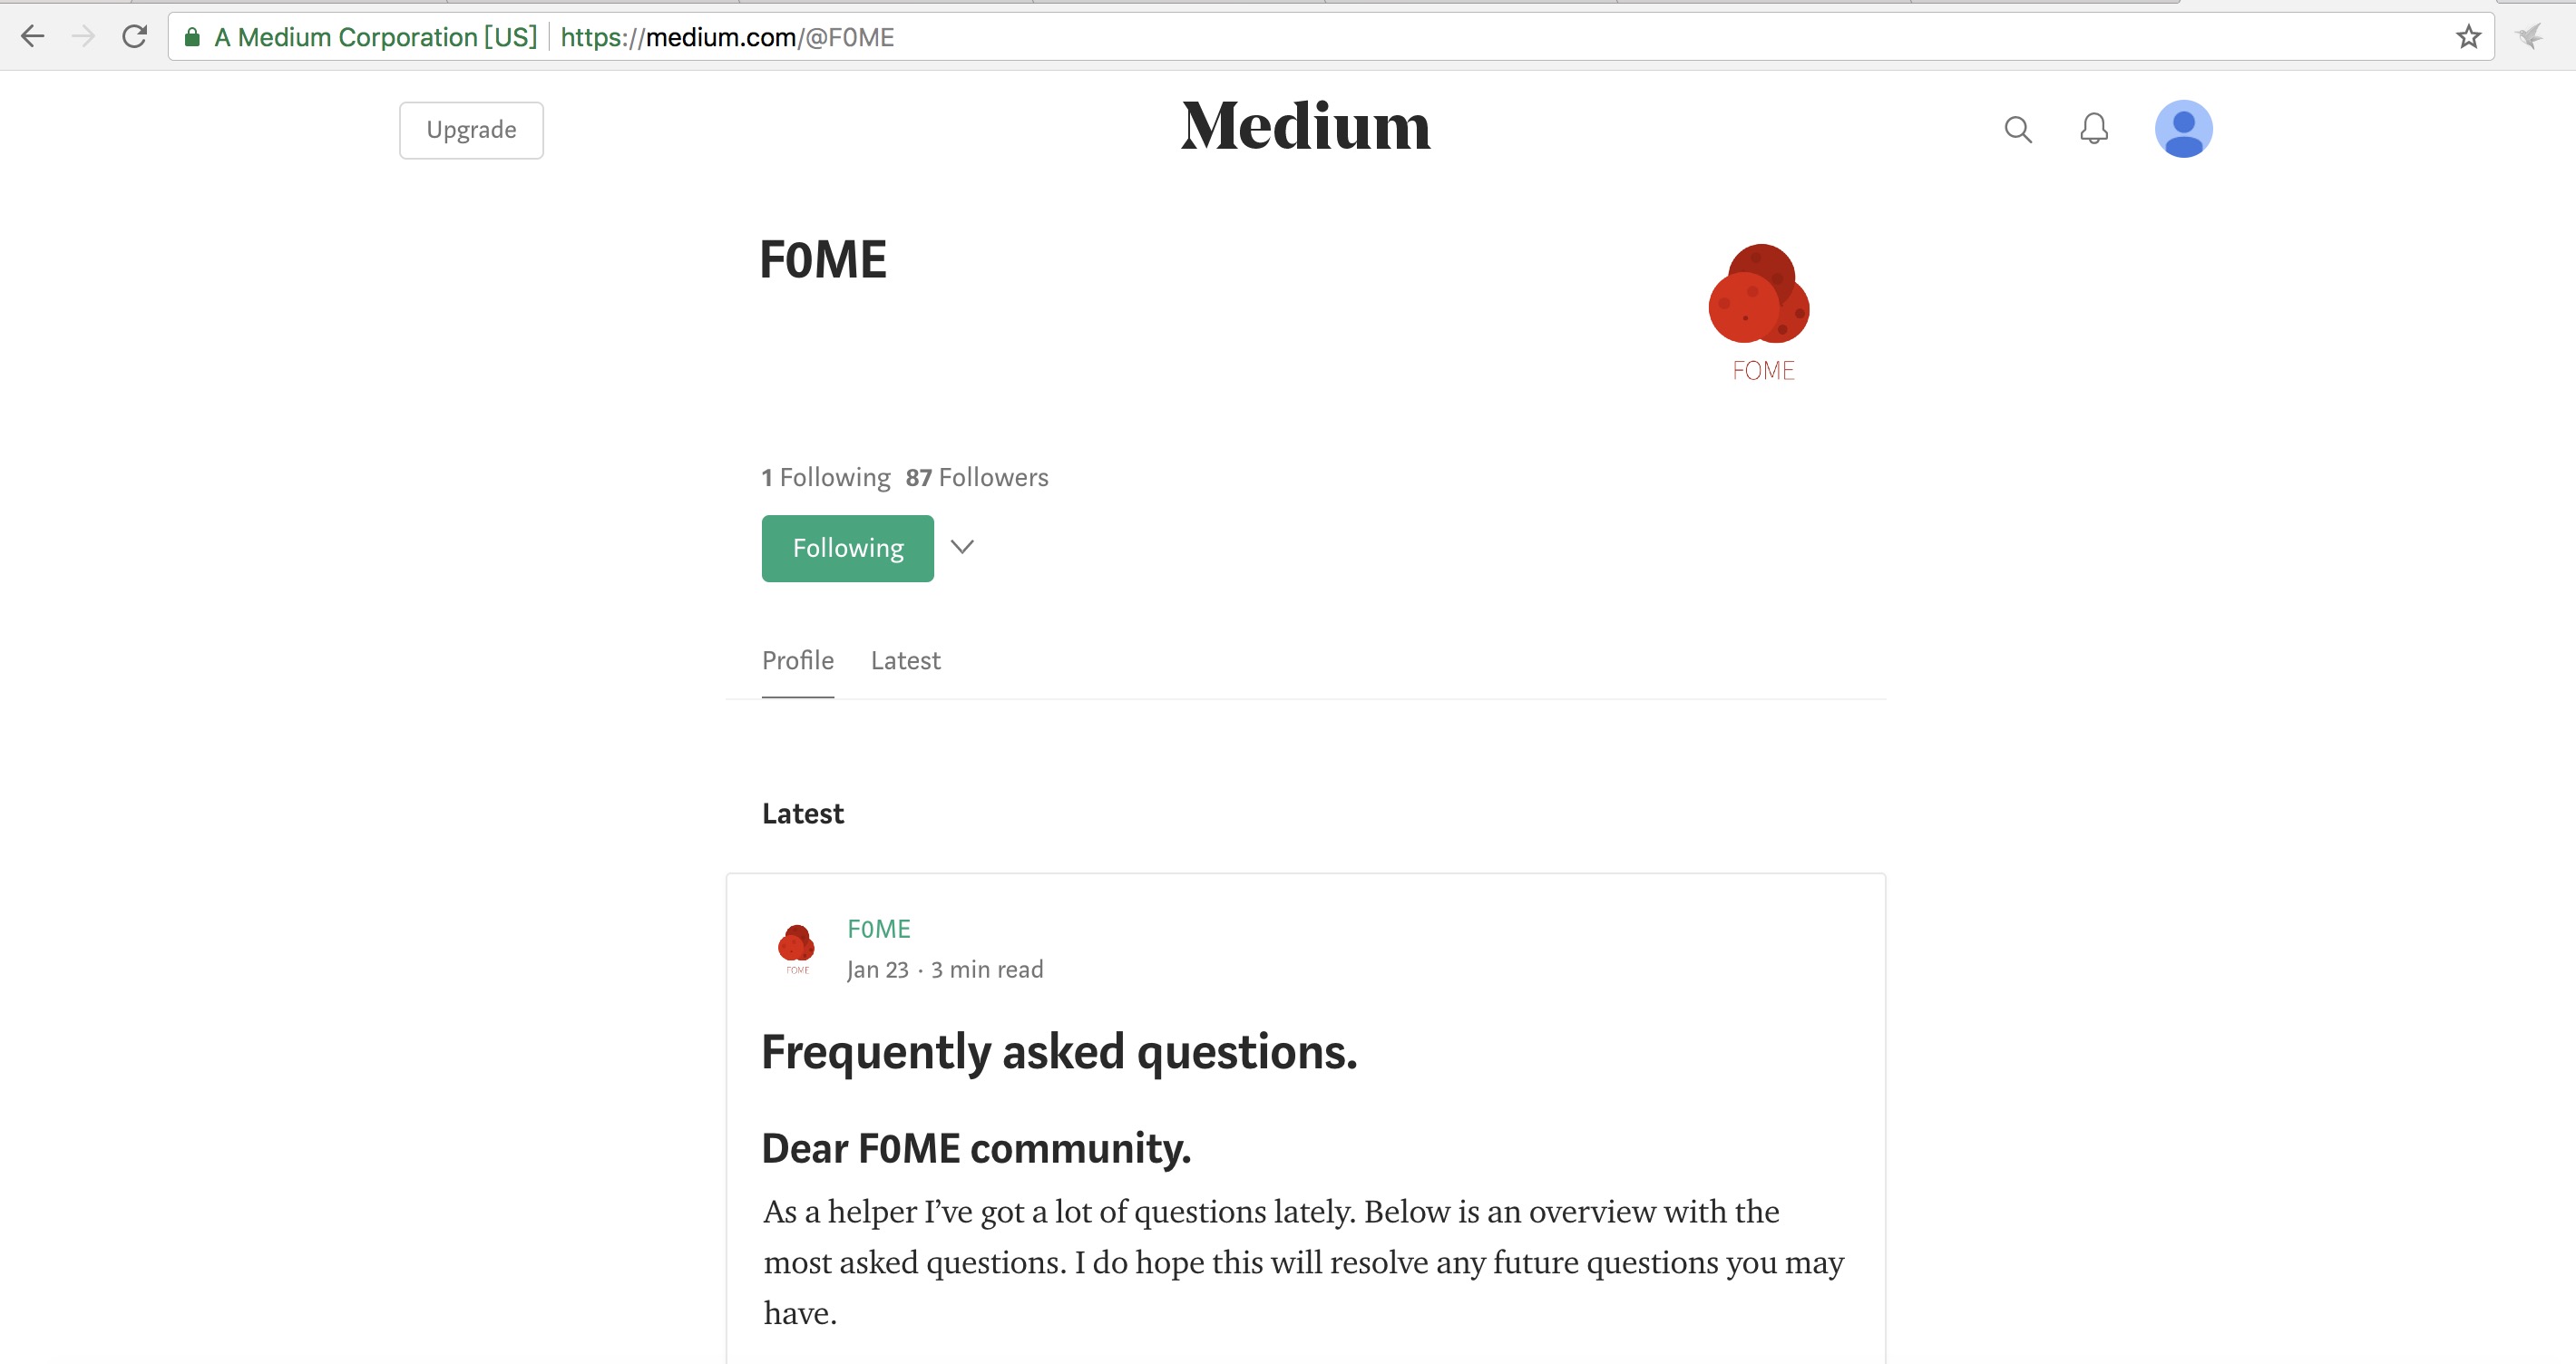 A Medium Corporation [US] https://medium.com/@F0ME
Upgrade
Medium
F0ME
FOME
1 Following 87 Followers
Following
Profile Latest
Latest
F0ME
FOME
Jan 23 · 3 min read
Frequently asked questions.
Dear F0ME community.
As a helper I’ve got a lot of questions lately. Below is an overview with the
most asked questions. I do hope this will resolve any future questions you may
have.